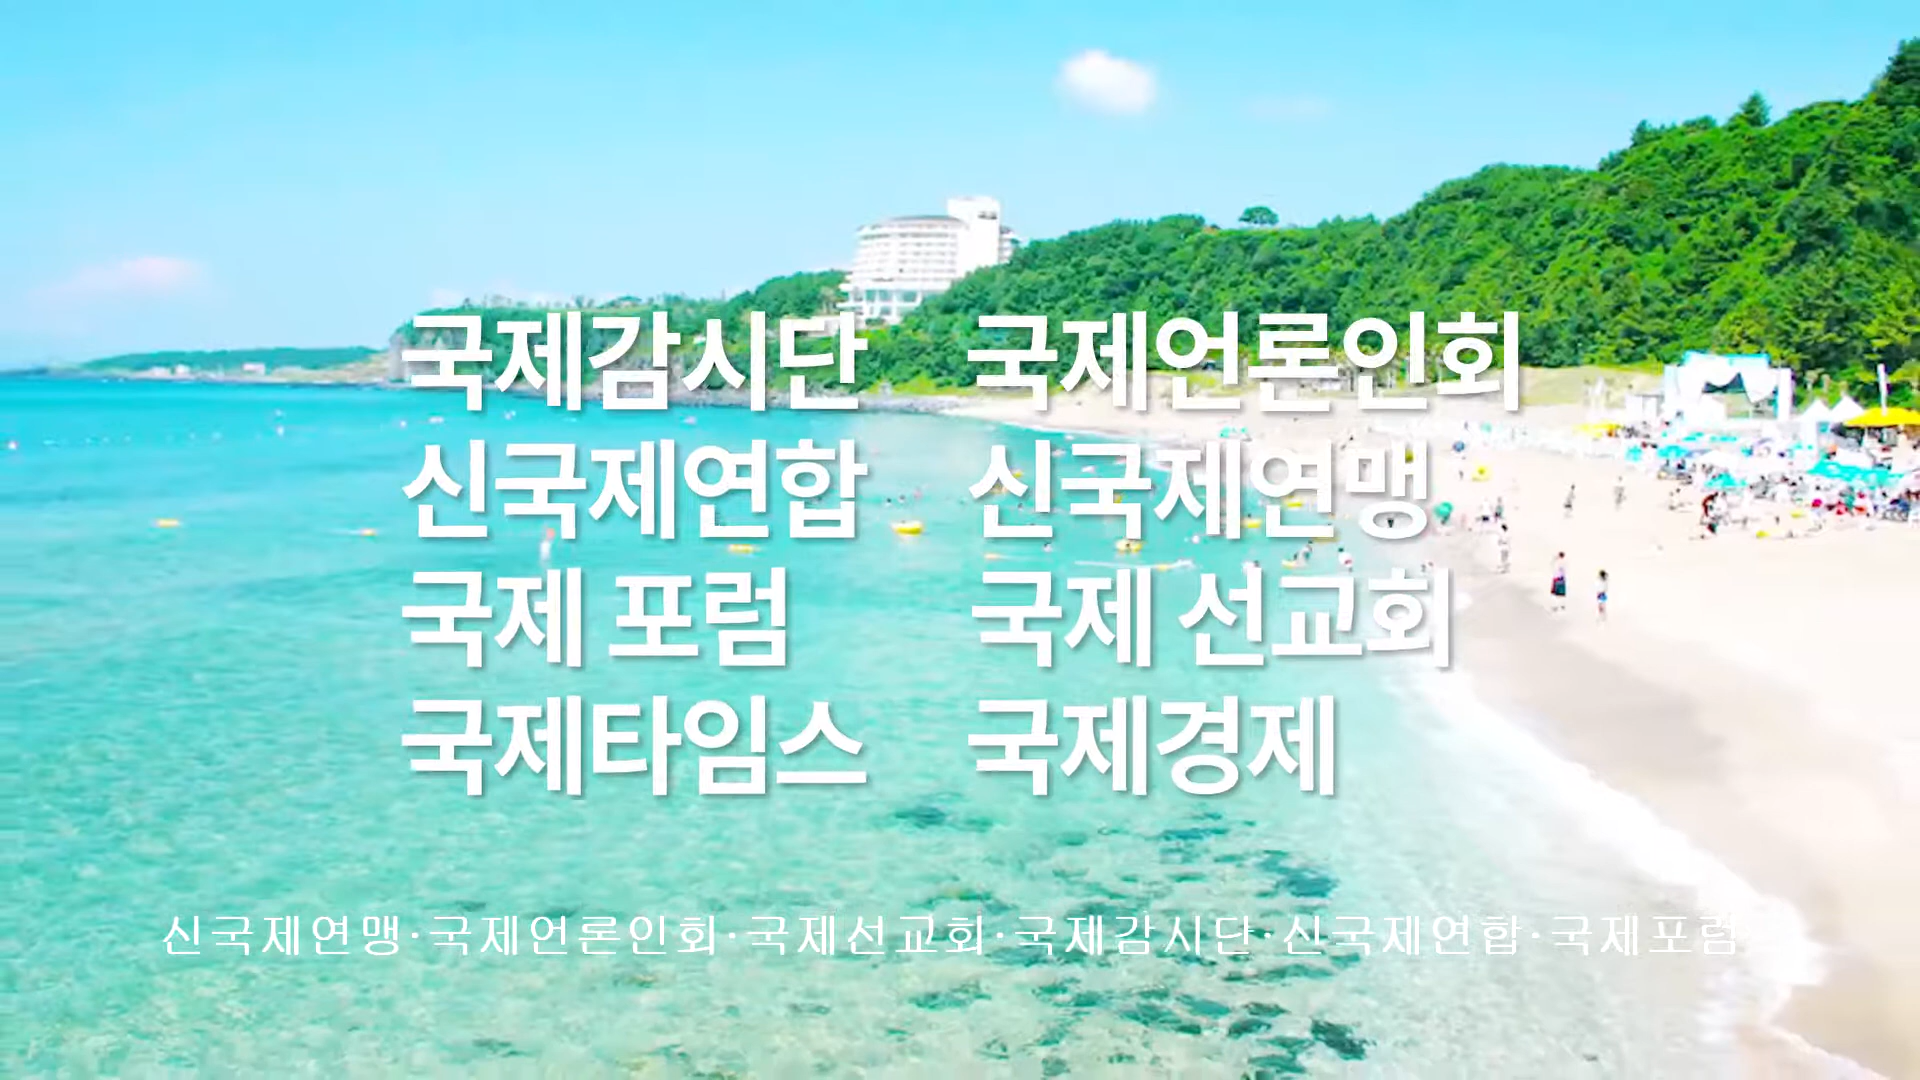 국제감시단 국제언론인회
신국제연합 신국제연맹
국제 포럼 국제 선교회
국제타임스 국제경제
신국제연맹·국제언론인회·국제선교회·국제감시단·신국제연합·국제포럼